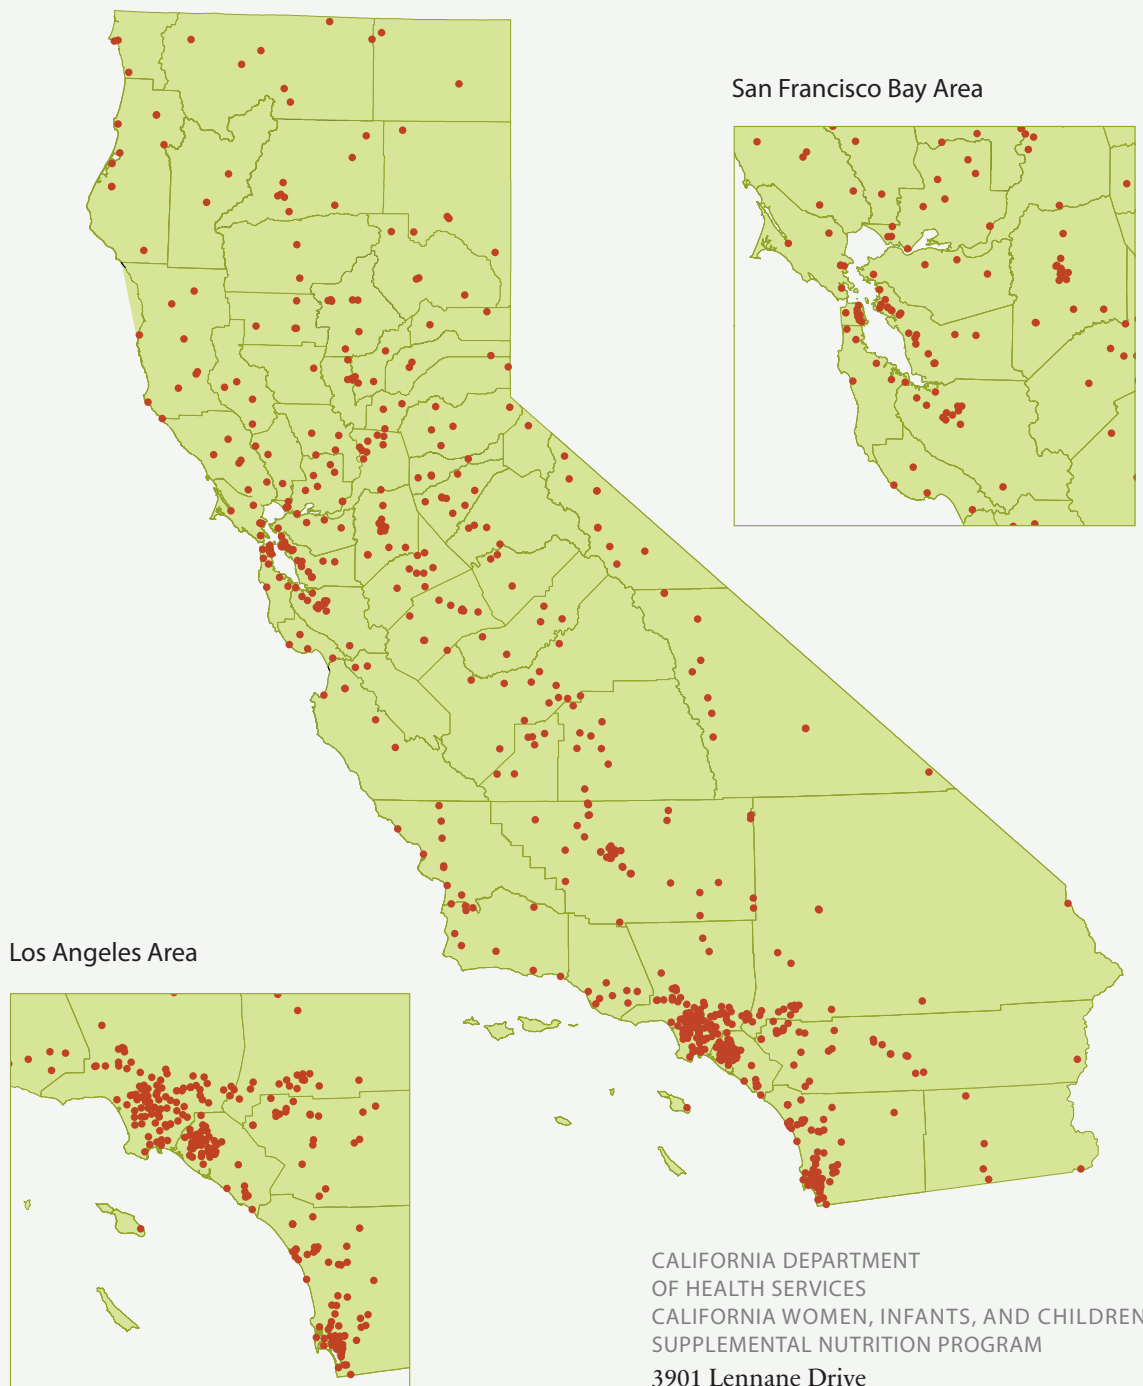 San Francisco Bay Area
Los Angeles Area
CALIFORNIA DEPARTMENT
OF HEALTH SERVICES
CALIFORNIA WOMEN, INFANTS, AND CHILDREN
SUPPLEMENTAL NUTRITION PROGRAM
3901 Lennane Drive